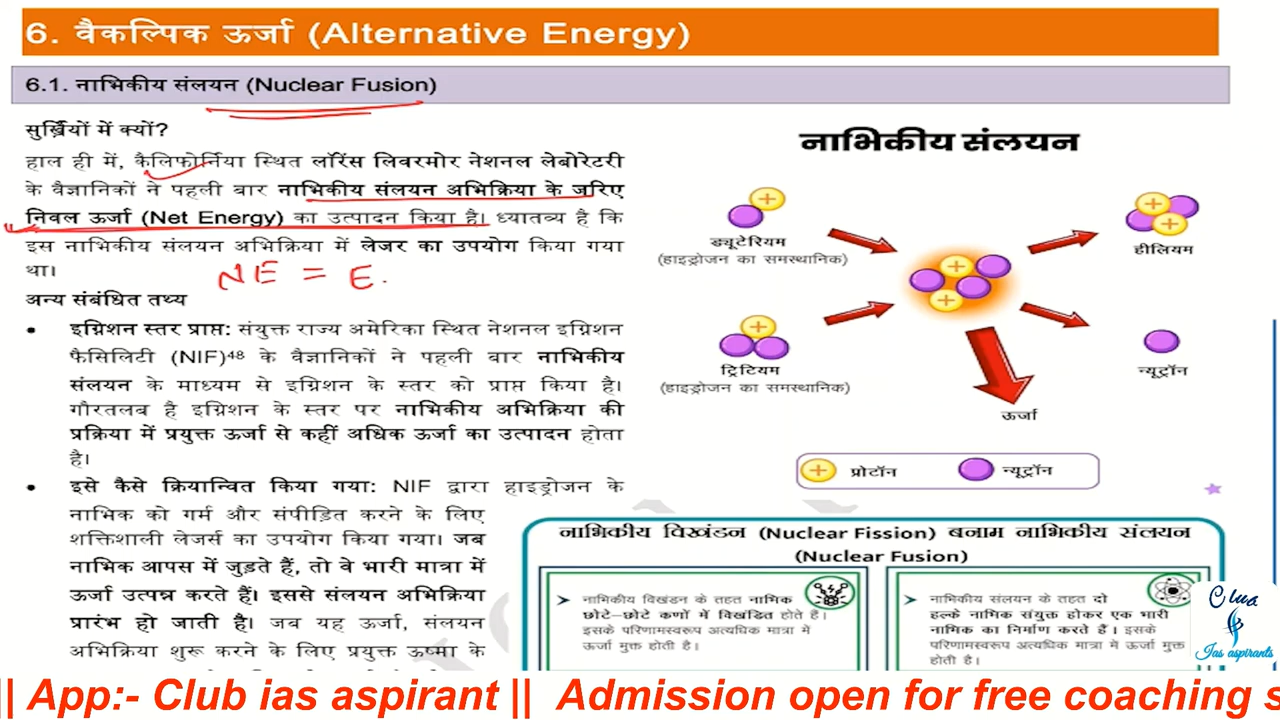 6. वैकल्पिक ऊर्जा (Alternative Energy)
6.1. नाभिकीय संलयन (Nuclear Fusion)
सुर्ख़ियों में क्यों?
हाल ही में, कैलिफोर्निया स्थित लॉरेंस लिवरमोर नेशनल लेबोरेटरी
के वैज्ञानिकों ने पहली बार नाभिकीय संलयन अभिक्रिया के जरिए
निवल ऊर्जा (Net Energy) का उत्पादन किया है। ध्यातव्य है कि
इस नाभिकीय संलयन अभिक्रिया में लेजर का उपयोग किया गया
था।
NE = E.
अन्य संबंधित तथ्य
• इग्निशन स्तर प्राप्त: संयुक्त राज्य अमेरिका स्थित नेशनल इग्निशन
फैसिलिटी (NIF)⁴⁸ के वैज्ञानिकों ने पहली बार नाभिकीय
संलयन के माध्यम से इग्निशन के स्तर को प्राप्त किया है।
गौरतलब है इग्निशन के स्तर पर नाभिकीय अभिक्रिया की
प्रक्रिया में प्रयुक्त ऊर्जा से कहीं अधिक ऊर्जा का उत्पादन होता
है।
• इसे कैसे क्रियान्वित किया गया: NIF द्वारा हाइड्रोजन के
नाभिक को गर्म और संपीड़ित करने के लिए
शक्तिशाली लेजर्स का उपयोग किया गया। जब
नाभिक आपस में जुड़ते हैं, तो वे भारी मात्रा में
ऊर्जा उत्पन्न करते हैं। इससे संलयन अभिक्रिया
प्रारंभ हो जाती है। जब यह ऊर्जा, संलयन
अभिक्रिया शुरू करने के लिए प्रयुक्त ऊष्मा के
नाभिकीय संलयन
ड्यूटेरियम
(हाइड्रोजन का समस्थानिक)
हीलियम
ट्रिटियम
(हाइड्रोजन का समस्थानिक)
न्यूट्रॉन
ऊर्जा
प्रोटॉन
न्यूट्रॉन
नाभिकीय विखंडन (Nuclear Fission) बनाम नाभिकीय संलयन
(Nuclear Fusion)
➤ नाभिकीय विखंडन के तहत नाभिक
छोटे–छोटे कणों में विखंडित होते हैं।
इसके परिणामस्वरूप अत्यधिक मात्रा में
ऊर्जा मुक्त होती है।
➤ नाभिकीय संलयन के तहत दो
हल्के नाभिक संयुक्त होकर एक भारी
नाभिक का निर्माण करते हैं। इसके
परिणामस्वरूप अत्यधिक मात्रा में ऊर्जा मुक्त
होती है।
Club
Ias aspirants
|| App:- Club ias aspirant || Admission open for free coaching s